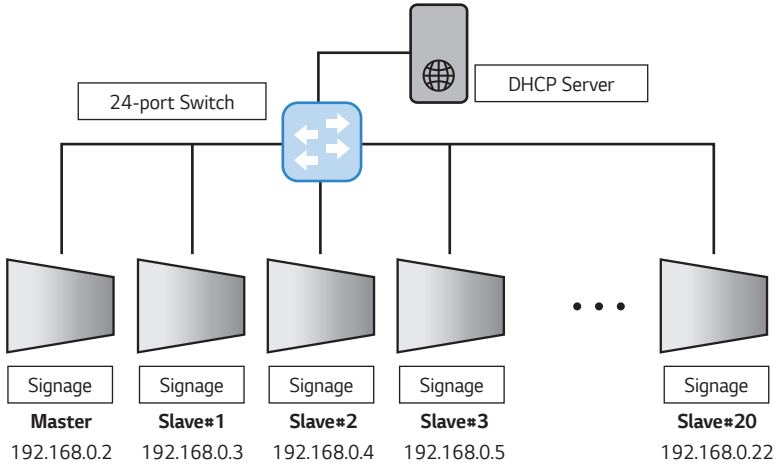 DHCP Server
24-port Switch
Signage Signage Signage Signage Signage
Master Slave#1 Slave#2 Slave#3 Slave#20
192.168.0.2 192.168.0.3 192.168.0.4 192.168.0.5 192.168.0.22